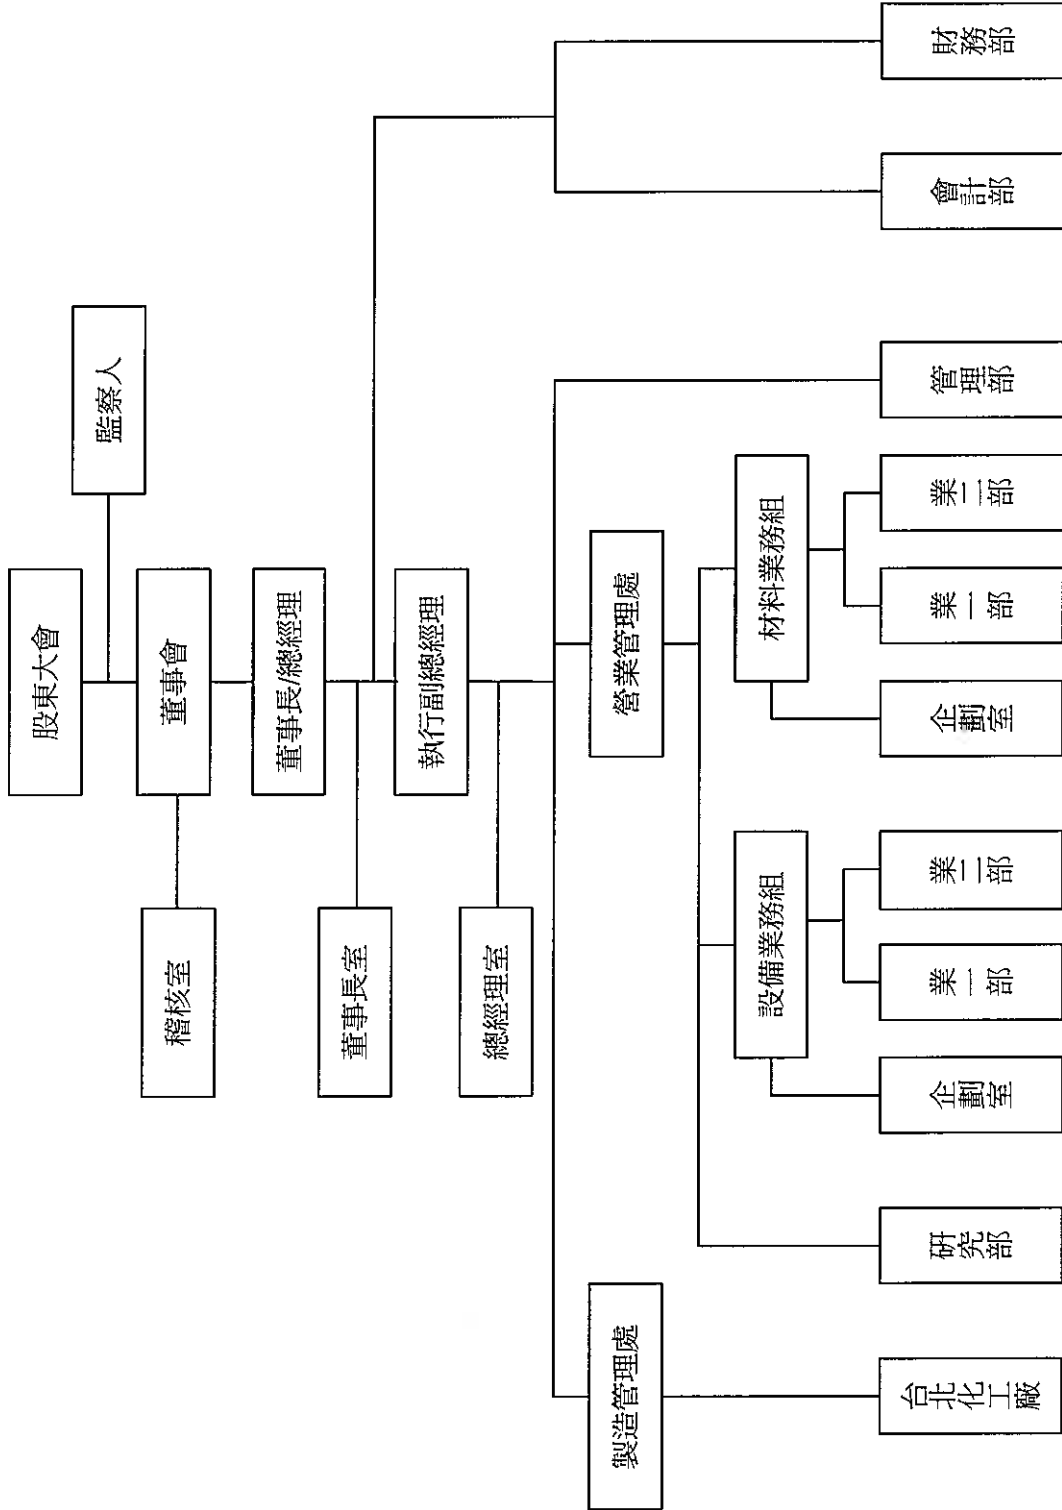 股東大會
監察人
董事會
稽核室
董事長/總經理
董事長室
執行副總經理
總經理室
製造管理處
營業管理處
設備業務組
材料業務組
台北化工廠
研究部
企劃室
業一部
業二部
企劃室
業一部
業二部
管理部
會計部
財務部